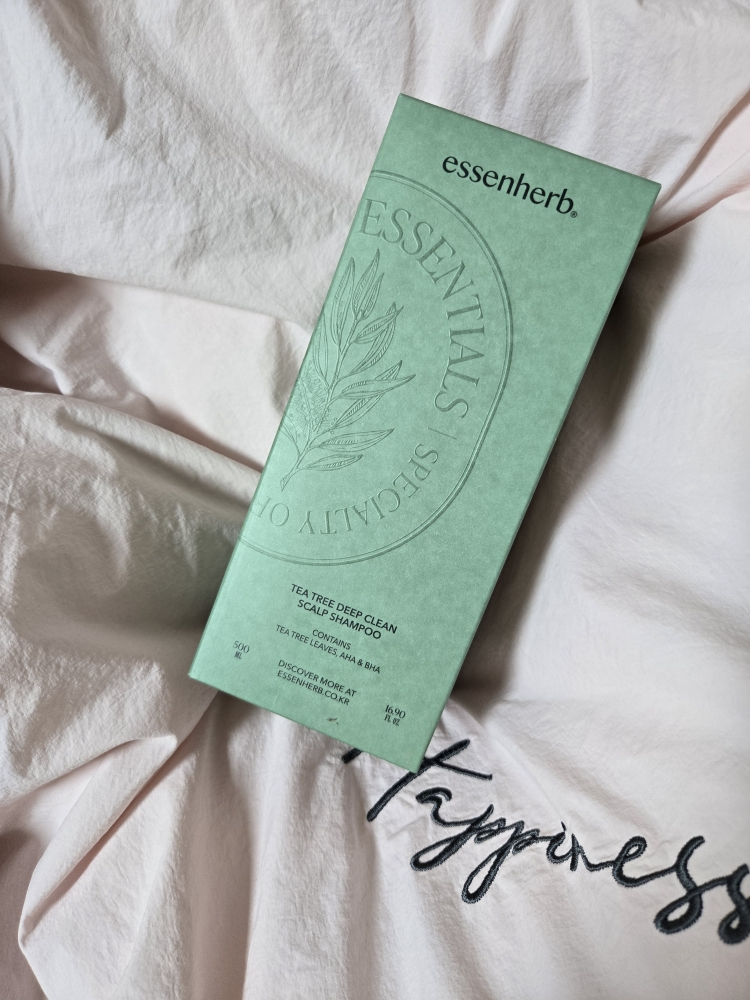 essenherb®
ESSENTIALS | SPECIALTY OF
TEA TREE DEEP CLEAN
SCALP SHAMPOO
CONTAINS
TEA TREE LEAVES, AHA & BHA
500
ML
DISCOVER MORE AT
ESSENHERB.CO.KR
16.90
FL OZ
Happiness